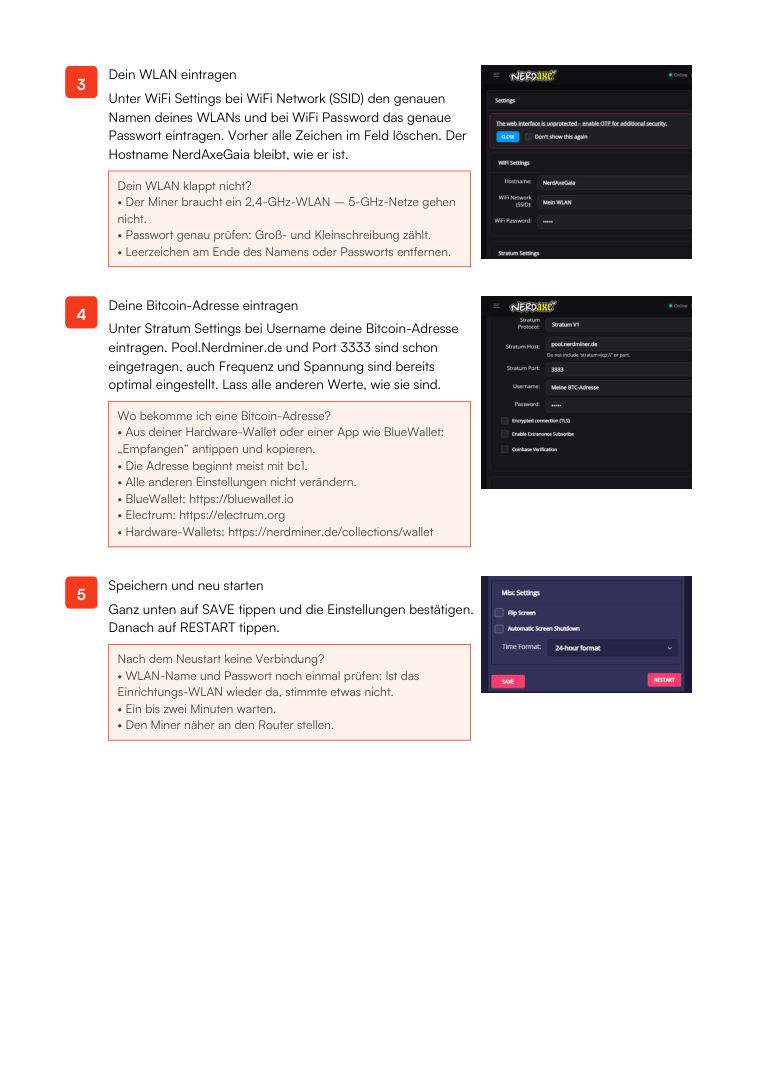 3
Dein WLAN eintragen
Unter WiFi Settings bei WiFi Network (SSID) den genauen
Namen deines WLANs und bei WiFi Password das genaue
Passwort eintragen. Vorher alle Zeichen im Feld löschen. Der
Hostname NerdAxeGaia bleibt, wie er ist.
Dein WLAN klappt nicht?
• Der Miner braucht ein 2,4-GHz-WLAN — 5-GHz-Netze gehen
nicht.
• Passwort genau prüfen: Groß- und Kleinschreibung zählt.
• Leerzeichen am Ende des Namens oder Passworts entfernen.
NERDAXE
Online
Settings
The web interface is unprotected – enable OTP for additional security.
CLOSE Don't show this again
WiFi Settings
Hostname: NerdAxeGaia
WiFi Network
(SSID): Mein WLAN
WiFi Password: •••••
Stratum Settings
4
Deine Bitcoin-Adresse eintragen
Unter Stratum Settings bei Username deine Bitcoin-Adresse
eintragen. Pool.Nerdminer.de und Port 3333 sind schon
eingetragen, auch Frequenz und Spannung sind bereits
optimal eingestellt. Lass alle anderen Werte, wie sie sind.
Wo bekomme ich eine Bitcoin-Adresse?
• Aus deiner Hardware-Wallet oder einer App wie BlueWallet:
„Empfangen“ antippen und kopieren.
• Die Adresse beginnt meist mit bc1.
• Alle anderen Einstellungen nicht verändern.
• BlueWallet: https://bluewallet.io
• Electrum: https://electrum.org
• Hardware-Wallets: https://nerdminer.de/collections/wallet
NERDAXE
Online
Stratum
Protocol: Stratum V1
Stratum Host: pool.nerdminer.de
Do not include 'stratum+tcp://' or port.
Stratum Port: 3333
Username: Meine BTC-Adresse
Password: •••••
Encrypted connection (TLS)
Enable Extranonce Subscribe
Coinbase Verification
5
Speichern und neu starten
Ganz unten auf SAVE tippen und die Einstellungen bestätigen.
Danach auf RESTART tippen.
Nach dem Neustart keine Verbindung?
• WLAN-Name und Passwort noch einmal prüfen: Ist das
Einrichtungs-WLAN wieder da, stimmte etwas nicht.
• Ein bis zwei Minuten warten.
• Den Miner näher an den Router stellen.
Misc Settings
Flip Screen
Automatic Screen Shutdown
Time Format: 24-hour format
SAVE RESTART